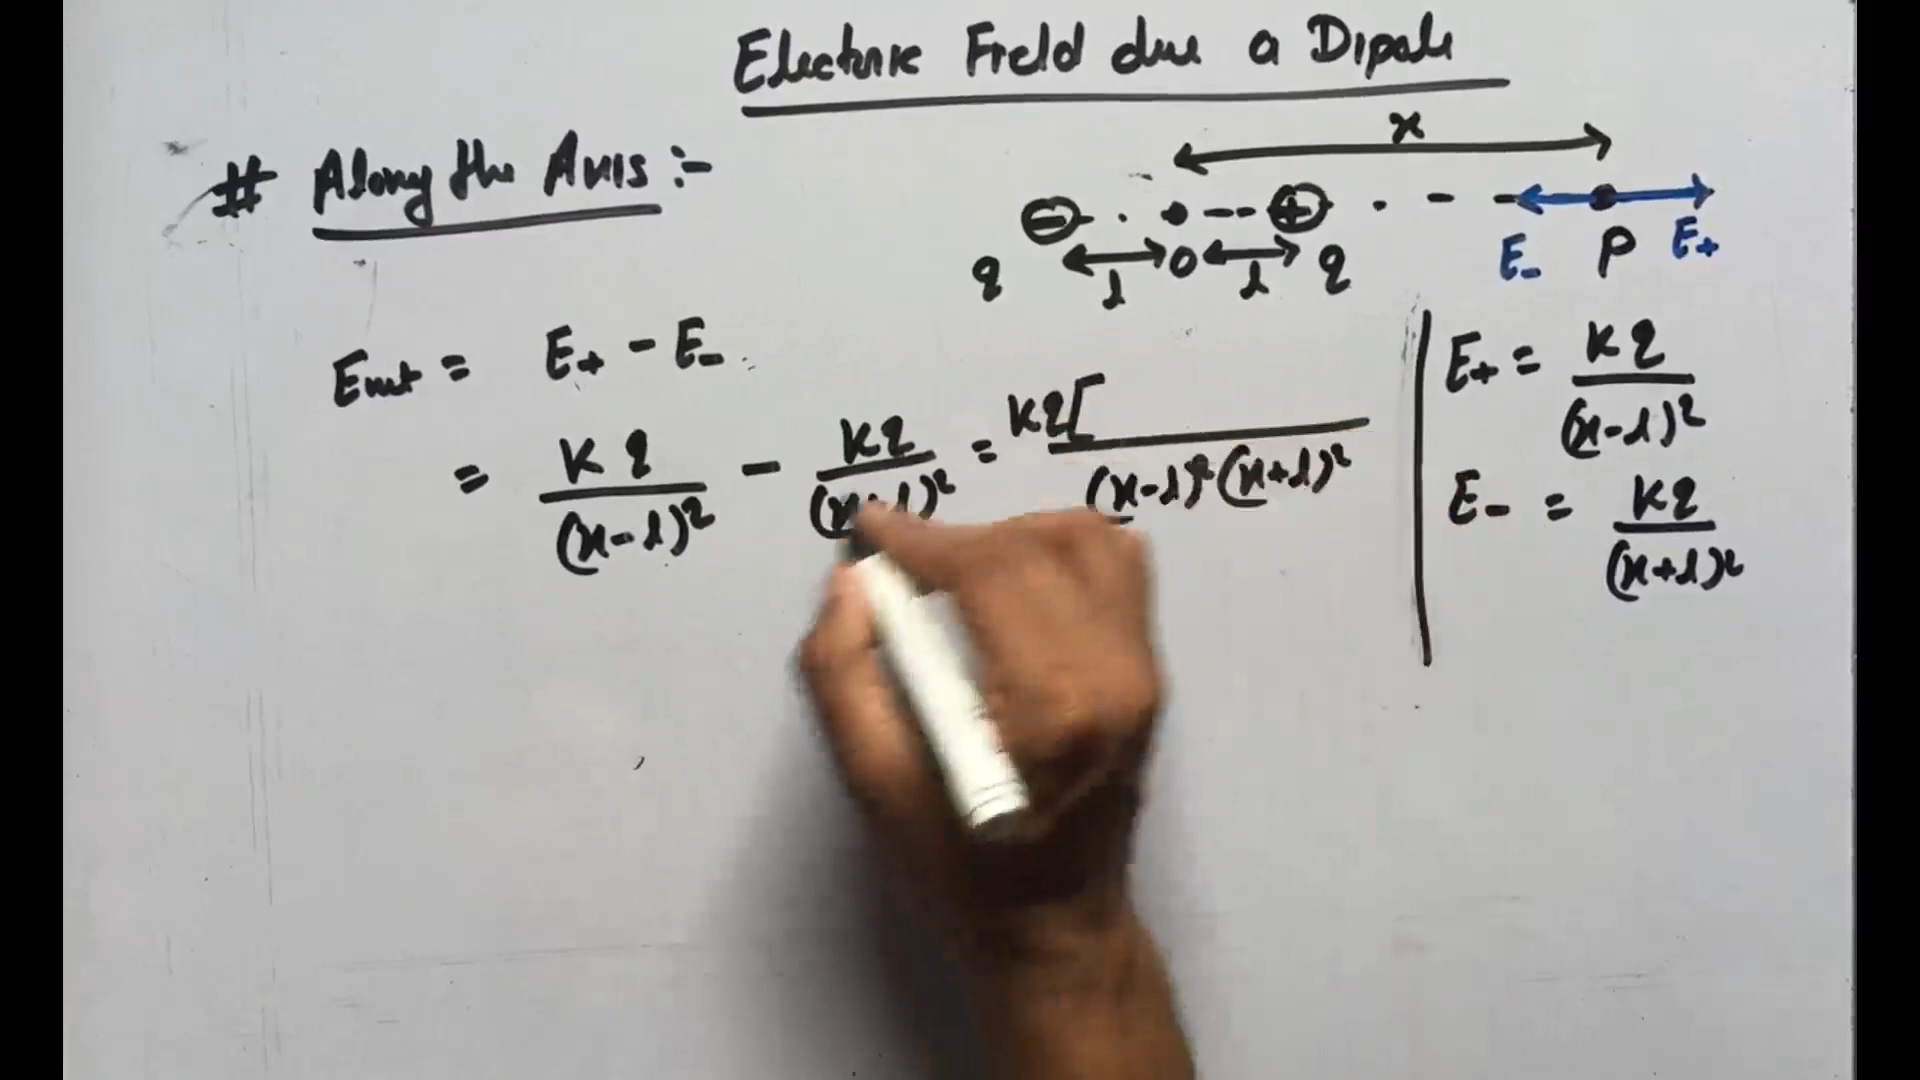 Electric Field due a Dipole
# Along the Axis :-
x
- O +
q l l q E- P E+
Enet = E+ - E-
= Kq/(x-l)² - Kq/(x+l)² = Kq[ /(x-l)²(x+l)²
E+ = Kq/(x-l)²
E- = Kq/(x+l)²